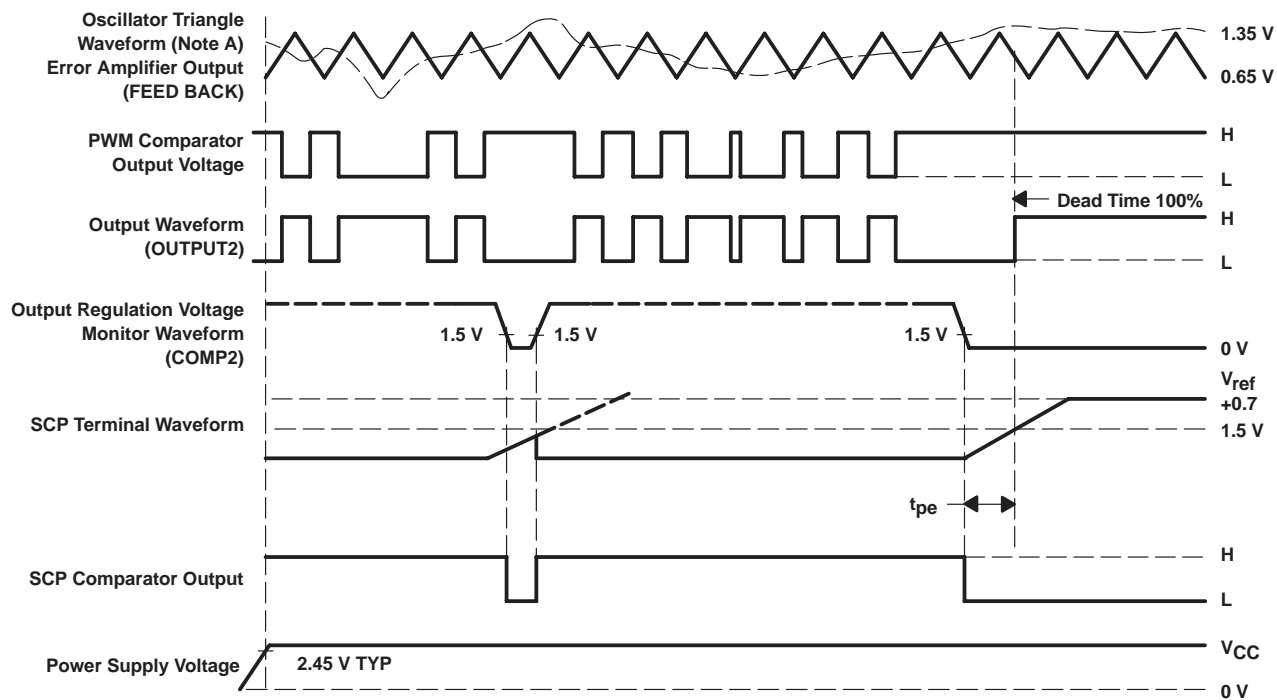 Oscillator Triangle
Waveform (Note A)
Error Amplifier Output
(FEED BACK)
1.35 V
0.65 V
PWM Comparator
Output Voltage
H
L
Dead Time 100%
Output Waveform
(OUTPUT2)
H
L
Output Regulation Voltage
Monitor Waveform
(COMP2)
1.5 V
1.5 V
1.5 V
0 V
Vref
+0.7
SCP Terminal Waveform
1.5 V
tpe
SCP Comparator Output
H
L
Power Supply Voltage
2.45 V TYP
VCC
0 V